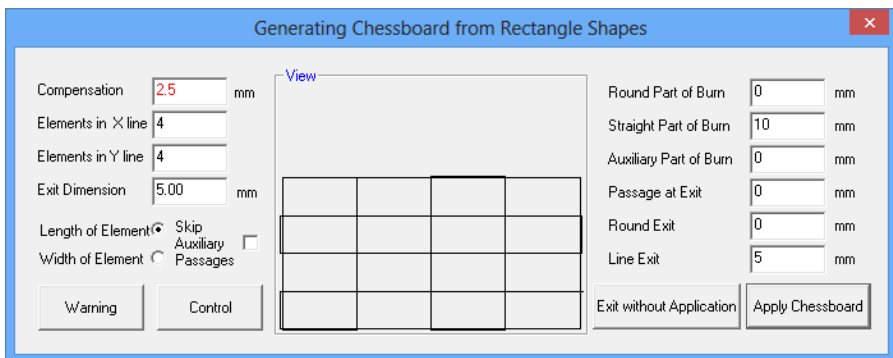 Generating Chessboard from Rectangle Shapes
Compensation 2.5 mm
Elements in X line 4
Elements in Y line 4
Exit Dimension 5.00 mm
Length of Element
Width of Element
Skip
Auxiliary
Passages
Warning Control
View
Round Part of Burn 0 mm
Straight Part of Burn 10 mm
Auxiliary Part of Burn 0 mm
Passage at Exit 0 mm
Round Exit 0 mm
Line Exit 5 mm
Exit without Application Apply Chessboard